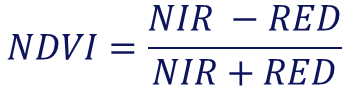 NDVI = NIR − RED / NIR + RED